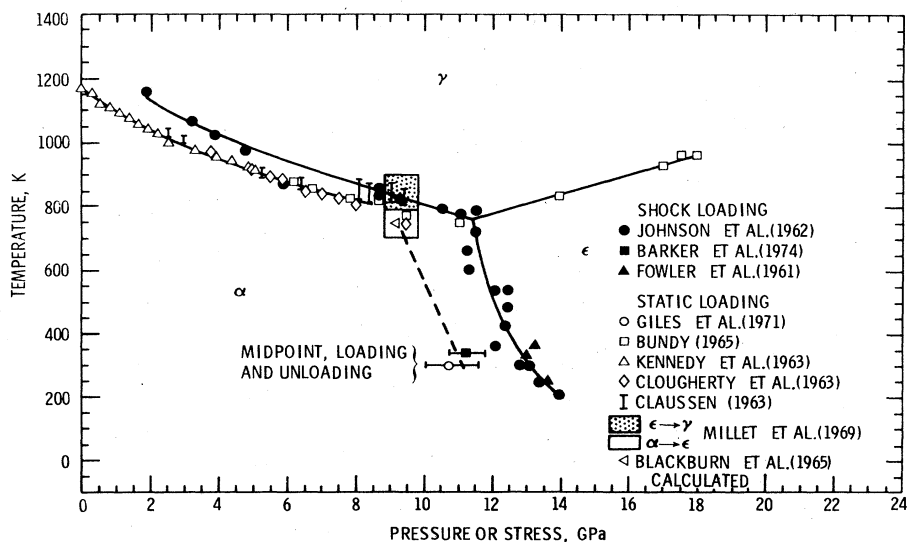 1400
1200
1000
800
600
400
200
0
TEMPERATURE, K
γ
α
ϵ
MIDPOINT, LOADING
AND UNLOADING
SHOCK LOADING
JOHNSON ET AL.(1962)
BARKER ET AL.(1974)
FOWLER ET AL.(1961)
STATIC LOADING
GILES ET AL.(1971)
BUNDY (1965)
KENNEDY ET AL.(1963)
CLOUGHERTY ET AL.(1963)
CLAUSSEN (1963)
ϵ→γ
α→ϵ
MILLET ET AL.(1969)
BLACKBURN ET AL.(1965)
CALCULATED
0 2 4 6 8 10 12 14 16 18 20 22 24
PRESSURE OR STRESS, GPa